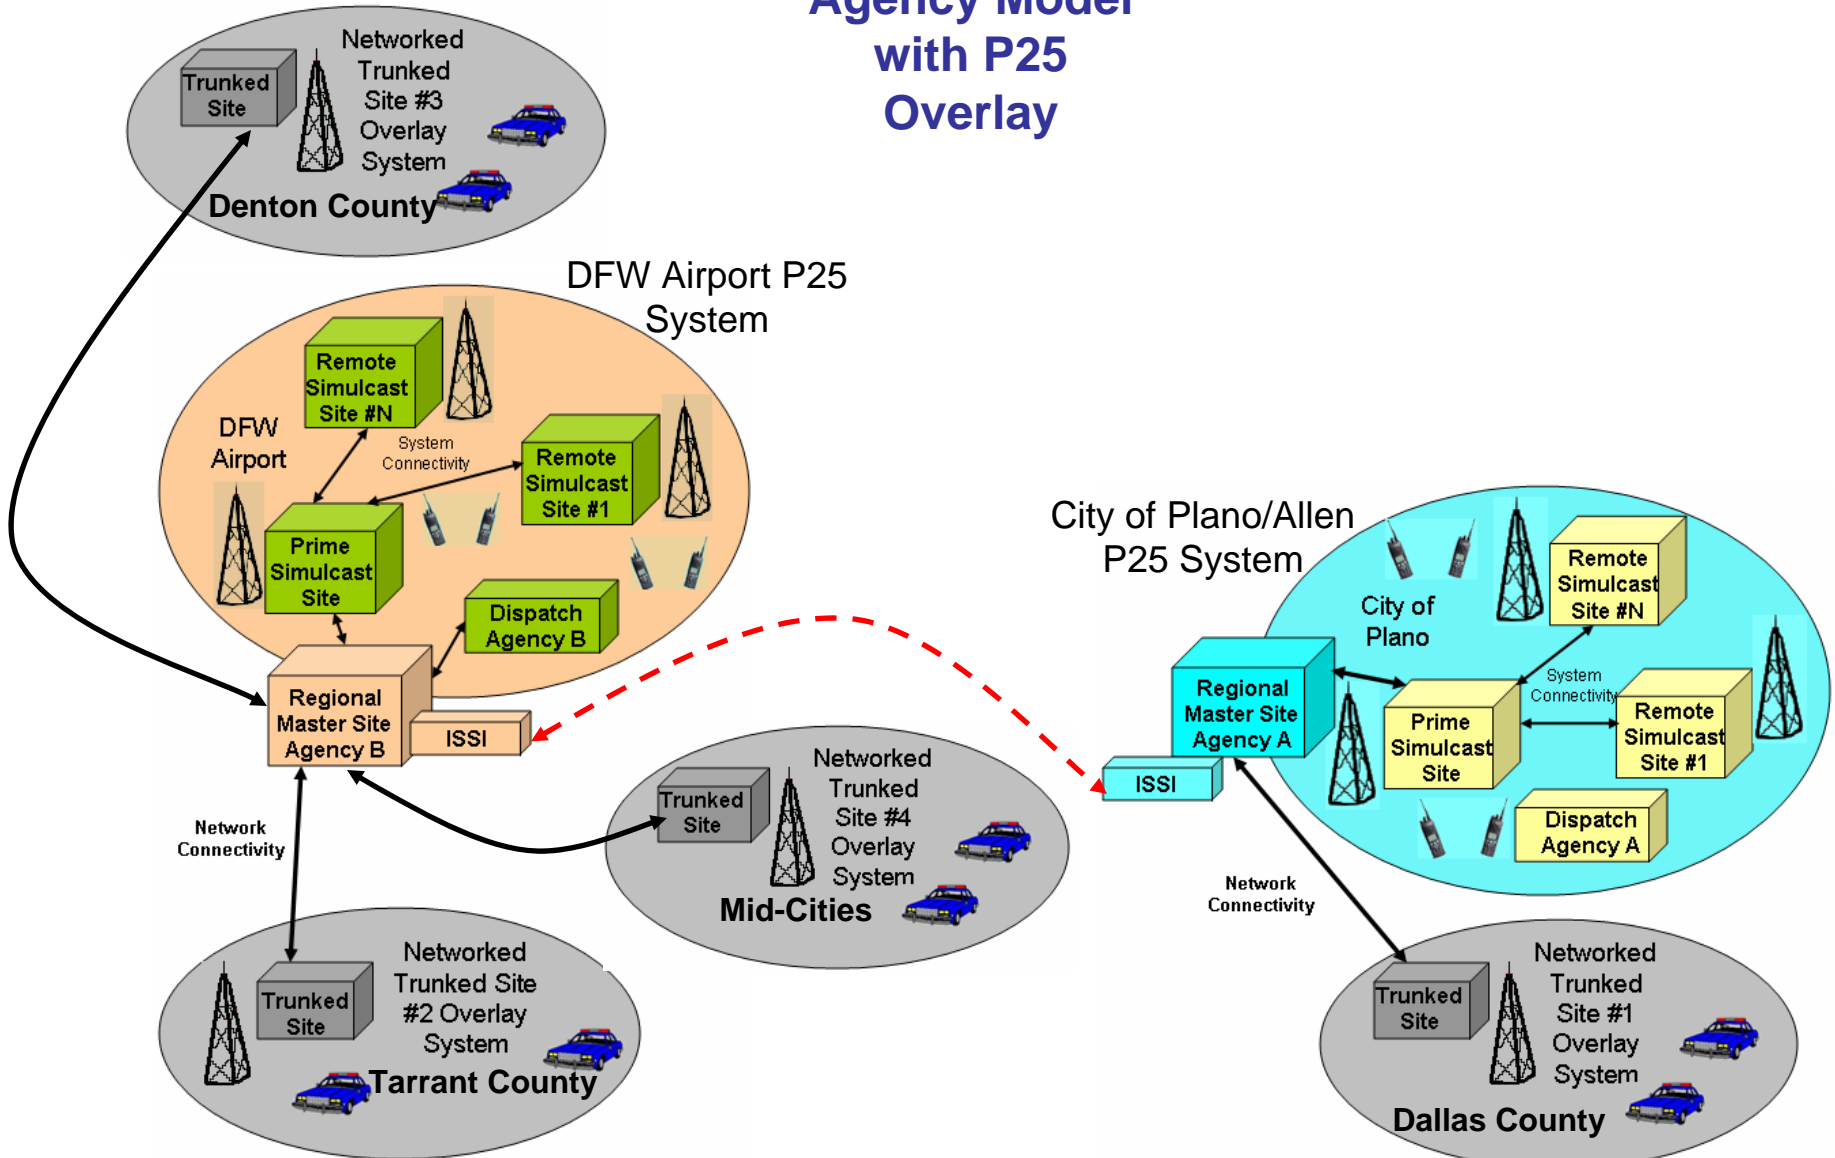 Agency Model
with P25
Overlay
Networked
Trunked
Site #3
Overlay
System
Trunked
Site
Denton County
DFW Airport P25
System
Remote
Simulcast
Site #N
DFW
Airport
System
Connectivity
Remote
Simulcast
Site #1
Prime
Simulcast
Site
Dispatch
Agency B
Regional
Master Site
Agency B
ISSI
City of Plano/Allen
P25 System
Remote
Simulcast
Site #N
City of
Plano
System
Connectivity
Regional
Master Site
Agency A
Prime
Simulcast
Site
Remote
Simulcast
Site #1
ISSI
Dispatch
Agency A
Network
Connectivity
Trunked
Site
Networked
Trunked
Site #4
Overlay
System
Mid-Cities
Network
Connectivity
Trunked
Site
Networked
Trunked Site
#2 Overlay
System
Tarrant County
Trunked
Site
Networked
Trunked
Site #1
Overlay
System
Dallas County